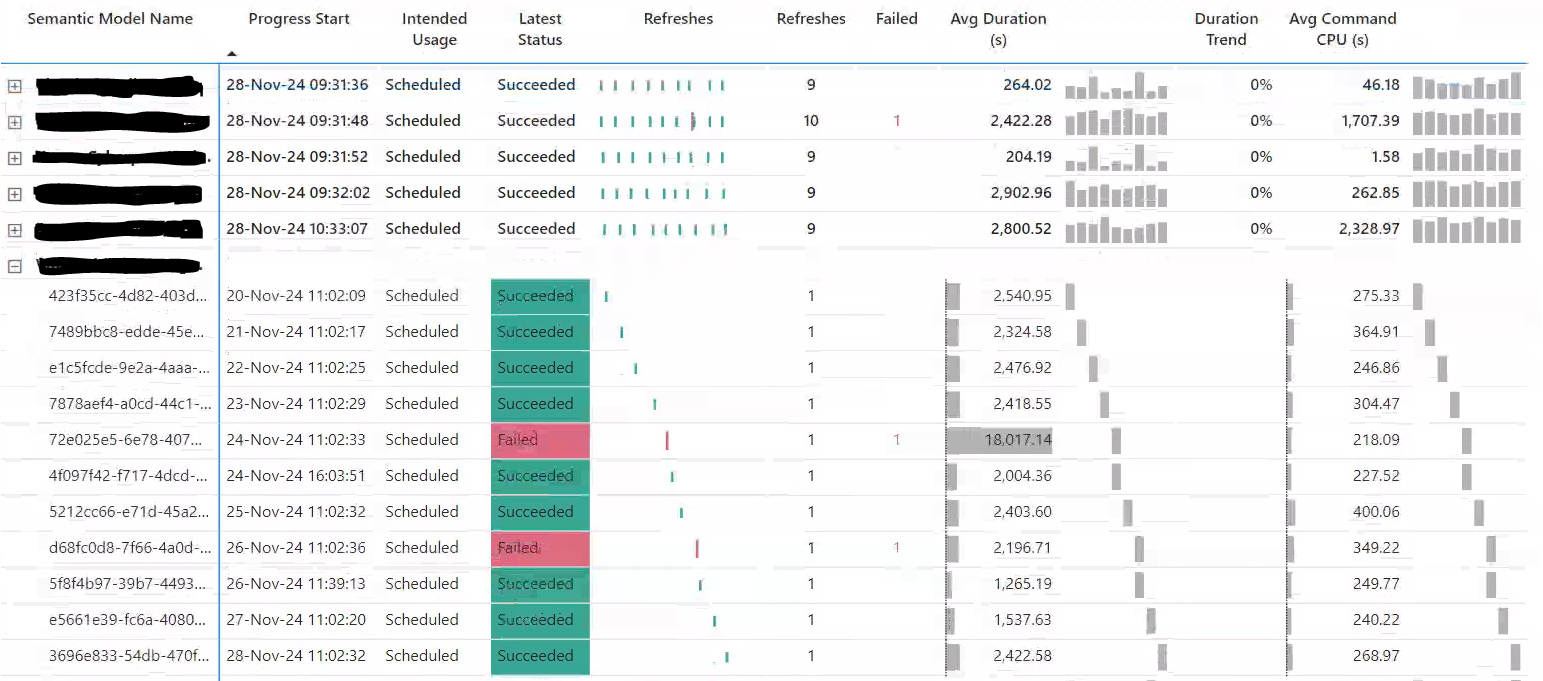 Semantic Model Name Progress Start Intended Usage Latest Status Refreshes Refreshes Failed Avg Duration (s) Duration Trend Avg Command CPU (s)
28-Nov-24 09:31:36 Scheduled Succeeded 9 264.02 0% 46.18
28-Nov-24 09:31:48 Scheduled Succeeded 10 1 2,422.28 0% 1,707.39
28-Nov-24 09:31:52 Scheduled Succeeded 9 204.19 0% 1.58
28-Nov-24 09:32:02 Scheduled Succeeded 9 2,902.96 0% 262.85
28-Nov-24 10:33:07 Scheduled Succeeded 9 2,800.52 0% 2,328.97
423f35cc-4d82-403d... 20-Nov-24 11:02:09 Scheduled Succeeded 1 2,540.95 275.33
7489bbc8-edde-45e... 21-Nov-24 11:02:17 Scheduled Succeeded 1 2,324.58 364.91
e1c5fcde-9e2a-4aaa-... 22-Nov-24 11:02:25 Scheduled Succeeded 1 2,476.92 246.86
7878aef4-a0cd-44c1-... 23-Nov-24 11:02:29 Scheduled Succeeded 1 2,418.55 304.47
72e025e5-6e78-407... 24-Nov-24 11:02:33 Scheduled Failed 1 1 18,017.14 218.09
4f097f42-f717-4dcd-... 24-Nov-24 16:03:51 Scheduled Succeeded 1 2,004.36 227.52
5212cc66-e71d-45a2... 25-Nov-24 11:02:32 Scheduled Succeeded 1 2,403.60 400.06
d68fc0d8-7f66-4a0d-... 26-Nov-24 11:02:36 Scheduled Failed 1 1 2,196.71 349.22
5f8f4b97-39b7-4493... 26-Nov-24 11:39:13 Scheduled Succeeded 1 1,265.19 249.77
e5661e39-fc6a-4080... 27-Nov-24 11:02:20 Scheduled Succeeded 1 1,537.63 240.22
3696e833-54db-470f... 28-Nov-24 11:02:32 Scheduled Succeeded 1 2,422.58 268.97